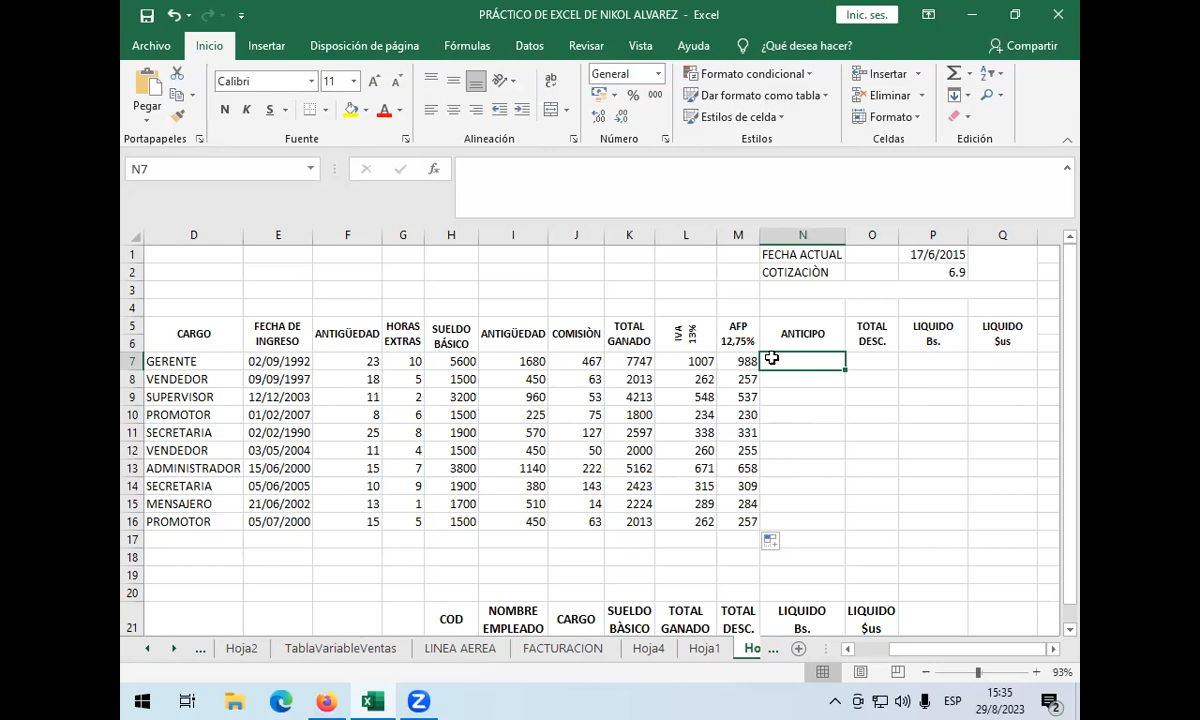 PRÁCTICO DE EXCEL DE NIKOL ALVAREZ - Excel
Inic. ses.
Archivo Inicio Insertar Disposición de página Fórmulas Datos Revisar Vista Ayuda ¿Qué desea hacer? Compartir
Pegar
Calibri 11
N K S
General
% 000
Formato condicional
Dar formato como tabla
Estilos de celda
Insertar
Eliminar
Formato
Portapapeles Fuente Alineación Número Estilos Celdas Edición
N7 fx
D E F G H I J K L M N O P Q
1 FECHA ACTUAL 17/6/2015
2 COTIZACIÒN 6.9
3
4
5
6
CARGO
FECHA DE INGRESO
ANTIGÜEDAD
HORAS EXTRAS
SUELDO BÁSICO
ANTIGÜEDAD
COMISIÒN
TOTAL GANADO
IVA 13%
AFP 12,75%
ANTICIPO
TOTAL DESC.
LIQUIDO Bs.
LIQUIDO $us
7 GERENTE 02/09/1992 23 10 5600 1680 467 7747 1007 988
8 VENDEDOR 09/09/1997 18 5 1500 450 63 2013 262 257
9 SUPERVISOR 12/12/2003 11 2 3200 960 53 4213 548 537
10 PROMOTOR 01/02/2007 8 6 1500 225 75 1800 234 230
11 SECRETARIA 02/02/1990 25 8 1900 570 127 2597 338 331
12 VENDEDOR 03/05/2004 11 4 1500 450 50 2000 260 255
13 ADMINISTRADOR 15/06/2000 15 7 3800 1140 222 5162 671 658
14 SECRETARIA 05/06/2005 10 9 1900 380 143 2423 315 309
15 MENSAJERO 21/06/2002 13 1 1700 510 14 2224 289 284
16 PROMOTOR 05/07/2000 15 5 1500 450 63 2013 262 257
17
18
19
20
21
COD
NOMBRE EMPLEADO
CARGO
SUELDO BÀSICO
TOTAL GANADO
TOTAL DESC.
LIQUIDO Bs.
LIQUIDO $us
... Hoja2 TablaVariableVentas LINEA AEREA FACTURACION Hoja4 Hoja1 Ho ...
93%
ESP
15:35
29/8/2023
2